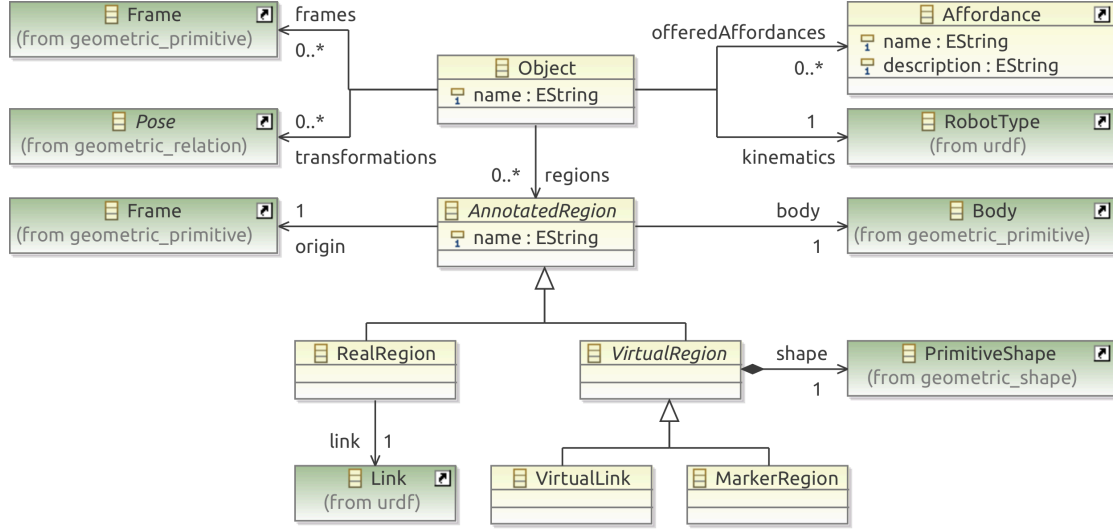 Frame
(from geometric_primitive)
frames
0..*
Object
name : EString
offeredAffordances
0..*
Affordance
name : EString
description : EString
Pose
(from geometric_relation)
0..*
transformations
1
kinematics
RobotType
(from urdf)
0..* regions
Frame
(from geometric_primitive)
1
origin
AnnotatedRegion
name : EString
body
1
Body
(from geometric_primitive)
RealRegion
VirtualRegion
shape
1
PrimitiveShape
(from geometric_shape)
link 1
Link
(from urdf)
VirtualLink
MarkerRegion